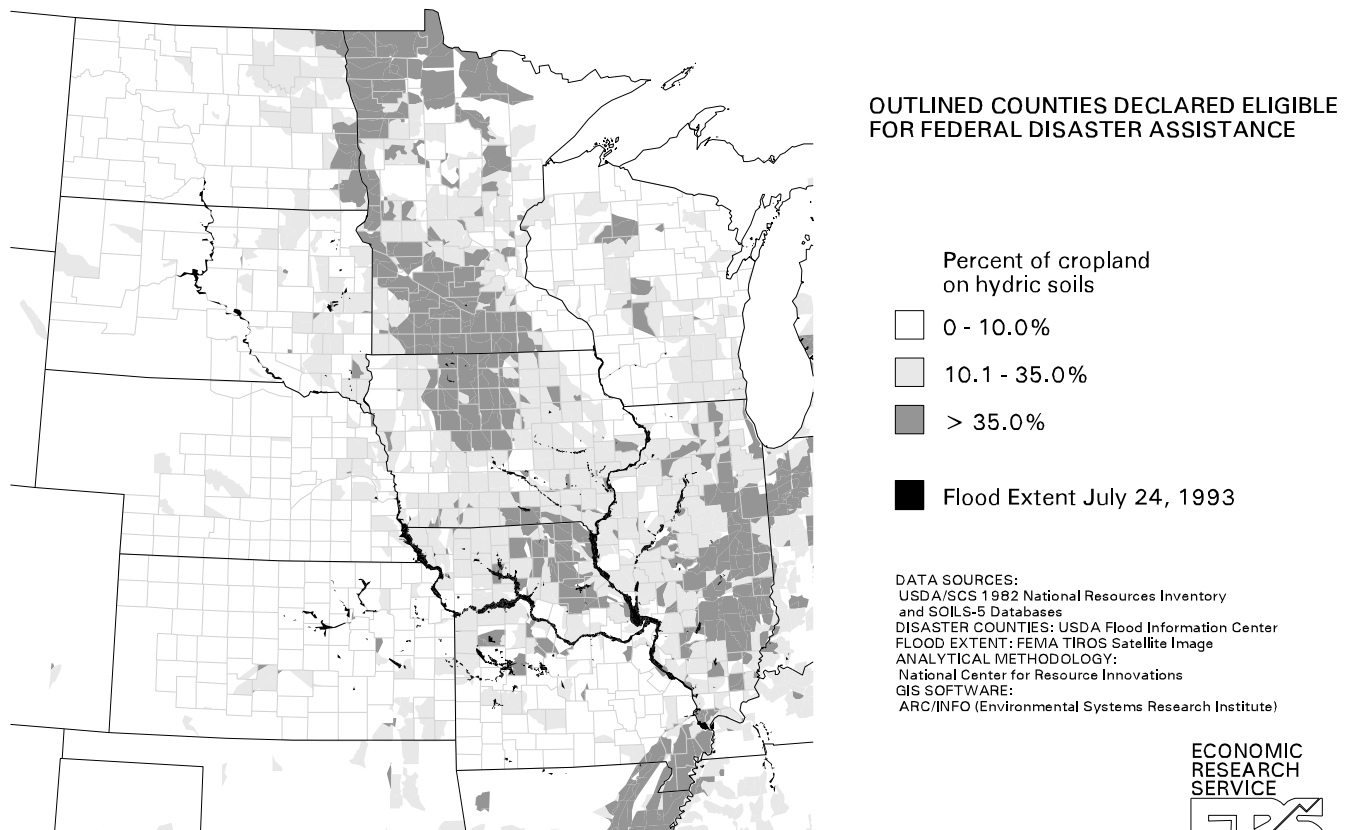 OUTLINED COUNTIES DECLARED ELIGIBLE
FOR FEDERAL DISASTER ASSISTANCE
Percent of cropland
on hydric soils
0 - 10.0%
10.1 - 35.0%
> 35.0%
Flood Extent July 24, 1993
DATA SOURCES:
USDA/SCS 1982 National Resources Inventory
and SOILS-5 Databases
DISASTER COUNTIES: USDA Flood Information Center
FLOOD EXTENT: FEMA TIROS Satellite Image
ANALYTICAL METHODOLOGY:
National Center for Resource Innovations
GIS SOFTWARE:
ARC/INFO (Environmental Systems Research Institute)
ECONOMIC
RESEARCH
SERVICE